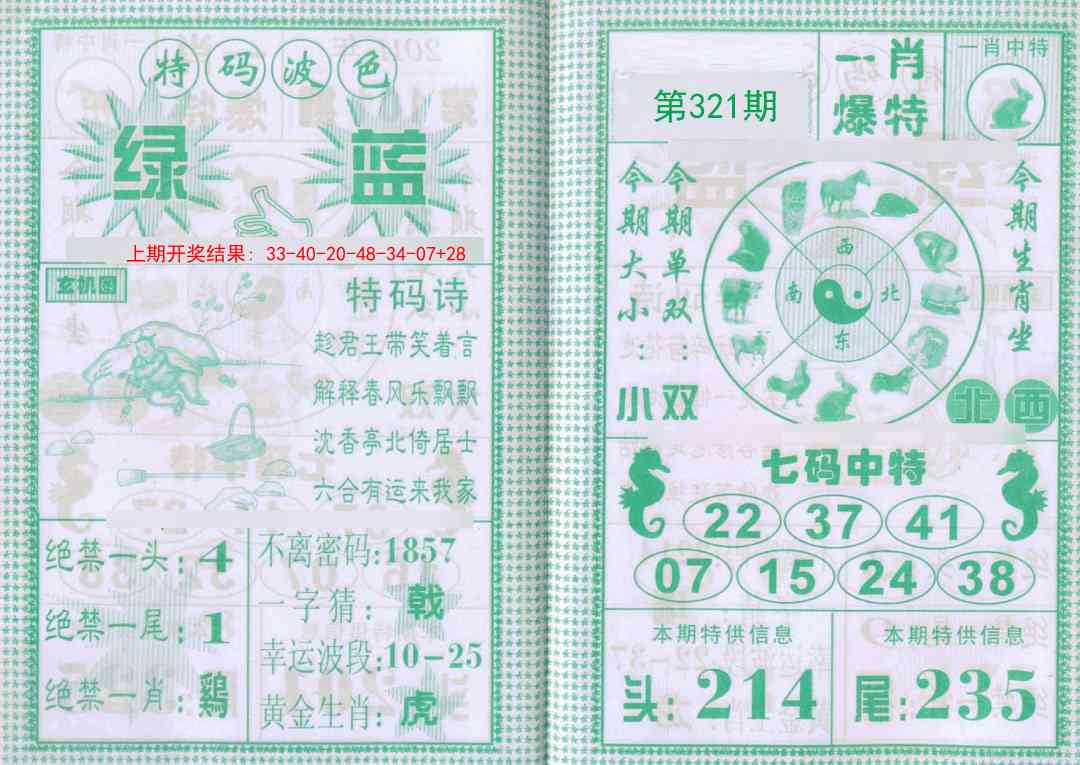 特码波色
绿 蓝
上期开奖结果：33-40-20-48-34-07+28
玄机图
特码诗
趁君王带笑着言
解释春风乐飘飘
沈香亭北倚居士
六合有运来我家
绝禁一头：4
绝禁一尾：1
绝禁一肖：鷄
不离密码：1857
一字猜：戟
幸运波段：10-25
黄金生肖：虎
第321期
一肖
爆特
一肖中特
今期大小：小
今期单双：双
西
南 北
东
今期生肖坐
北 西
七码中特
22 37 41
07 15 24 38
本期特供信息
头：214
本期特供信息
尾：235